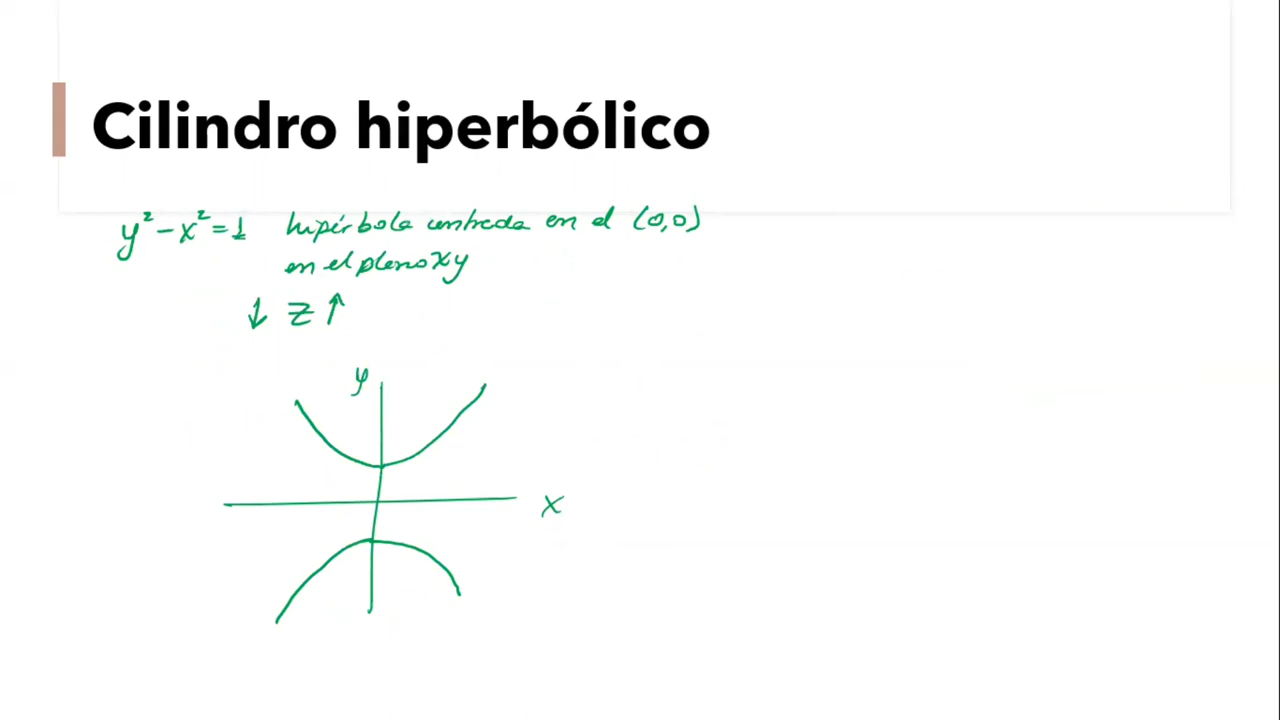 Cilindro hiperbólico
y² - x² = 1 hipérbola centrada en el (0,0)
en el plano xy
↓ z ↑
y
x